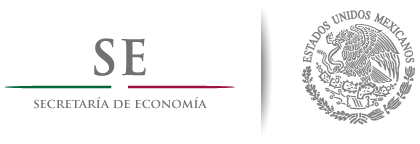 SE
SECRETARÍA DE ECONOMÍA
ESTADOS UNIDOS MEXICANOS